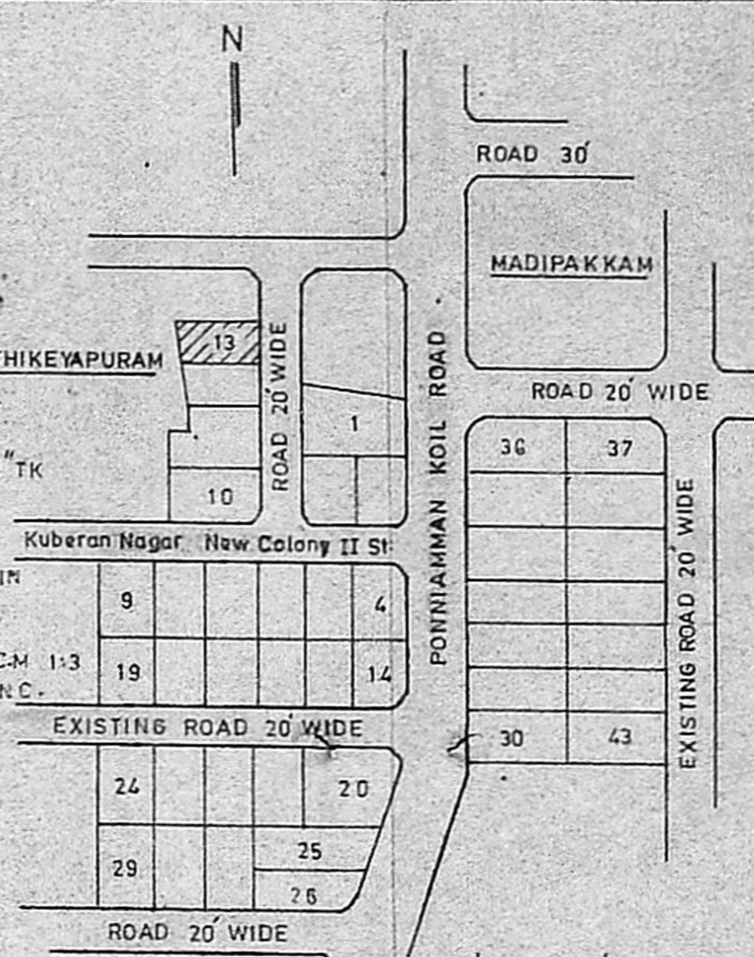 N
ROAD 30'
MADIPAKKAM
13
HIKEYAPURAM
ROAD 20' WIDE
PONNIAMMAN KOIL ROAD
ROAD 20' WIDE
1
36 37
"TK
10
Kuberan Nagar New Colony II St:
EXISTING ROAD 20' WIDE
9 4
19 14
EXISTING ROAD 20' WIDE
30 43
24 20
25
29
26
ROAD 20' WIDE